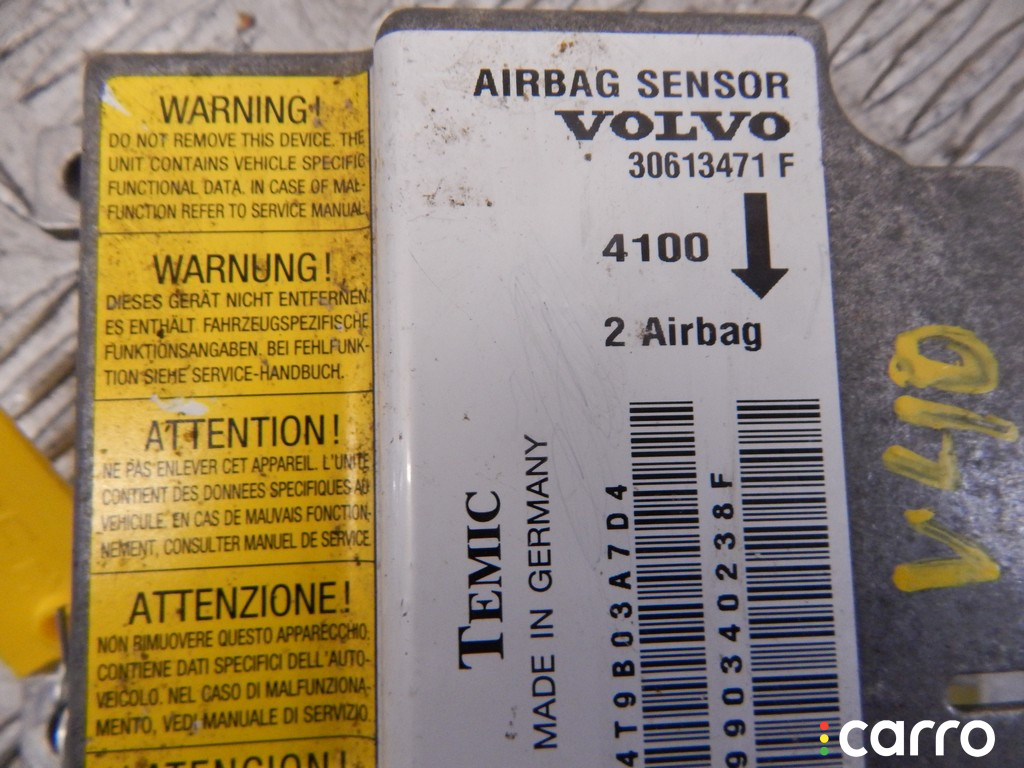 WARNING!
DO NOT REMOVE THIS DEVICE. THE
UNIT CONTAINS VEHICLE SPECIFIC
FUNCTIONAL DATA. IN CASE OF MAL-
FUNCTION REFER TO SERVICE MANUAL
WARNUNG!
DIESES GERÄT NICHT ENTFERNEN.
ES ENTHÄLT FAHRZEUGSPEZIFISCHE
FUNKTIONSANGABEN. BEI FEHLFUNK-
TION SIEHE SERVICE-HANDBUCH.
ATTENTION!
NE PAS ENLEVER CET APPAREIL. L'UNITE
CONTIENT DES DONNEES SPECIFIQUES AD
VEHICULE. EN CAS DE MAUVAIS FONCTION-
NEMENT, CONSULTER MANUEL DE SERVICE
ATTENZIONE!
NON RIMUOVERE QUESTO APPARECCHIO.
CONTIENE DATI SPECIFICI DELL'AUTO-
VEICOLO. NEL CASO DI MALFUNZIONA-
MENTO, VEDI MANUALE DI SERVIZIO
AIRBAG SENSOR
VOLVO
30613471 F
4100
2 Airbag
TEMIC
MADE IN GERMANY
4T9B03A7D4
99034023 8F
V40
carro